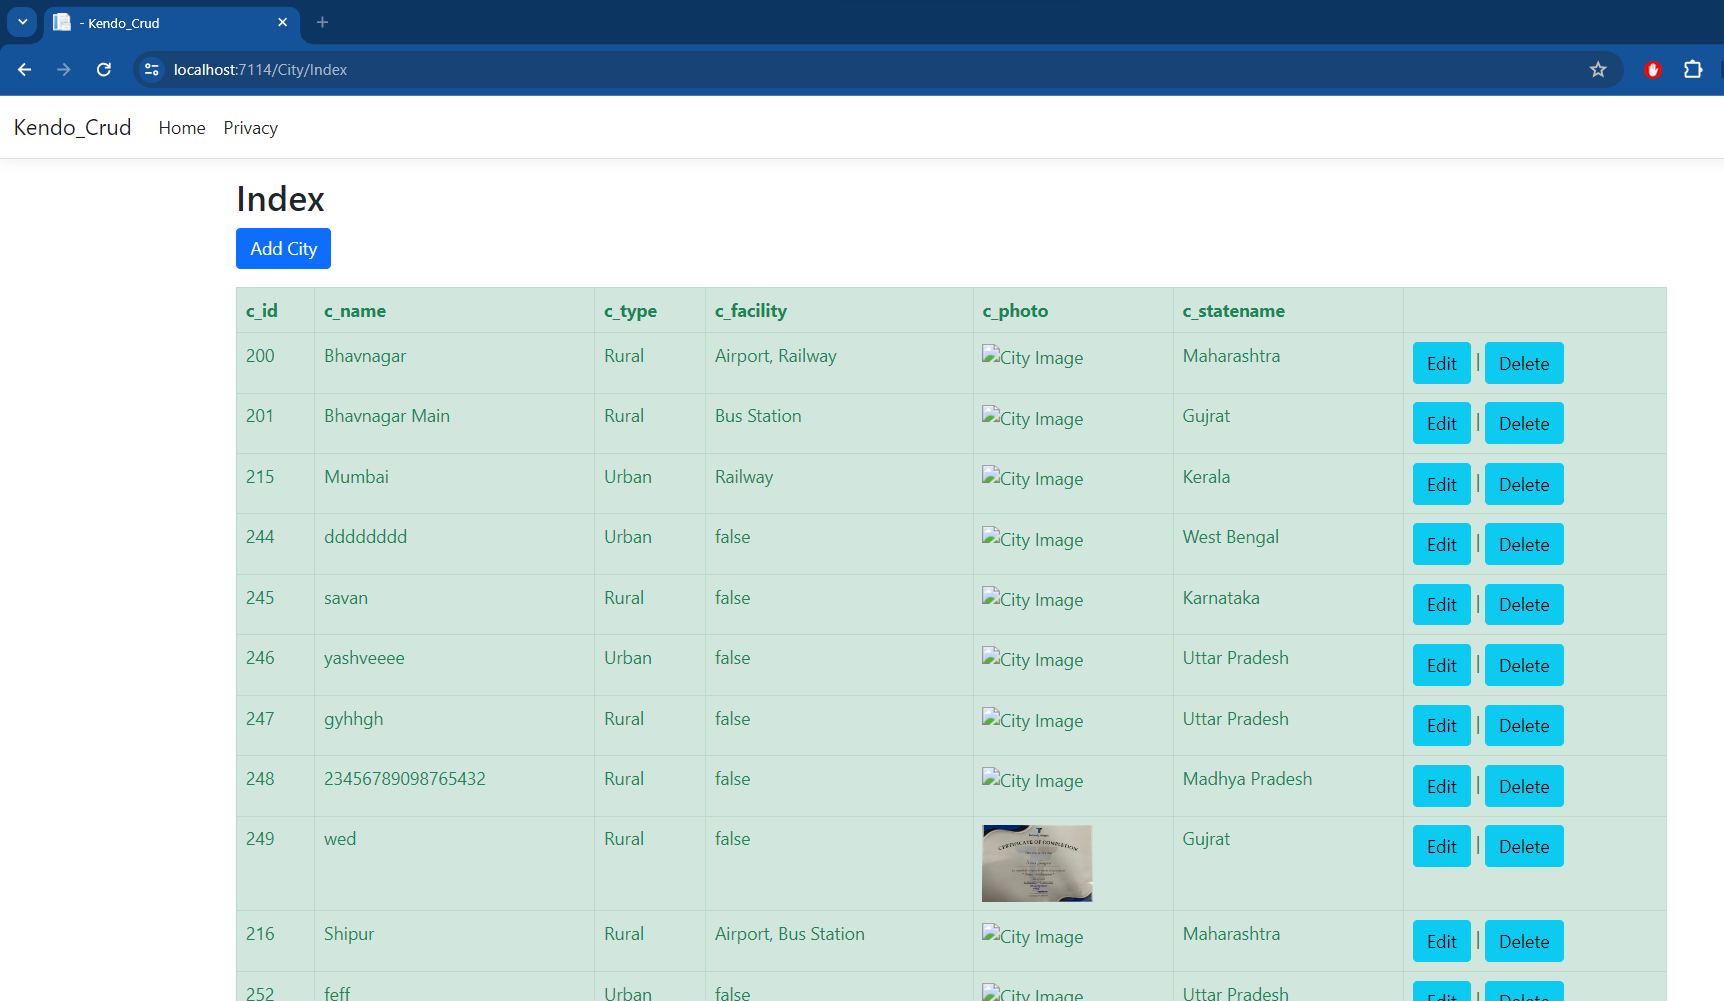 - Kendo_Crud
localhost:7114/City/Index
Kendo_Crud Home Privacy
Index
Add City
c_id c_name c_type c_facility c_photo c_statename
200 Bhavnagar Rural Airport, Railway City Image Maharashtra Edit | Delete
201 Bhavnagar Main Rural Bus Station City Image Gujrat Edit | Delete
215 Mumbai Urban Railway City Image Kerala Edit | Delete
244 dddddddd Urban false City Image West Bengal Edit | Delete
245 savan Rural false City Image Karnataka Edit | Delete
246 yashveeee Urban false City Image Uttar Pradesh Edit | Delete
247 gyhhgh Rural false City Image Uttar Pradesh Edit | Delete
248 23456789098765432 Rural false City Image Madhya Pradesh Edit | Delete
249 wed Rural false Gujrat Edit | Delete
CERTIFICATE OF COMPLETION
216 Shipur Rural Airport, Bus Station City Image Maharashtra Edit | Delete
252 feff Urban false City Image Uttar Pradesh Edit | Delete